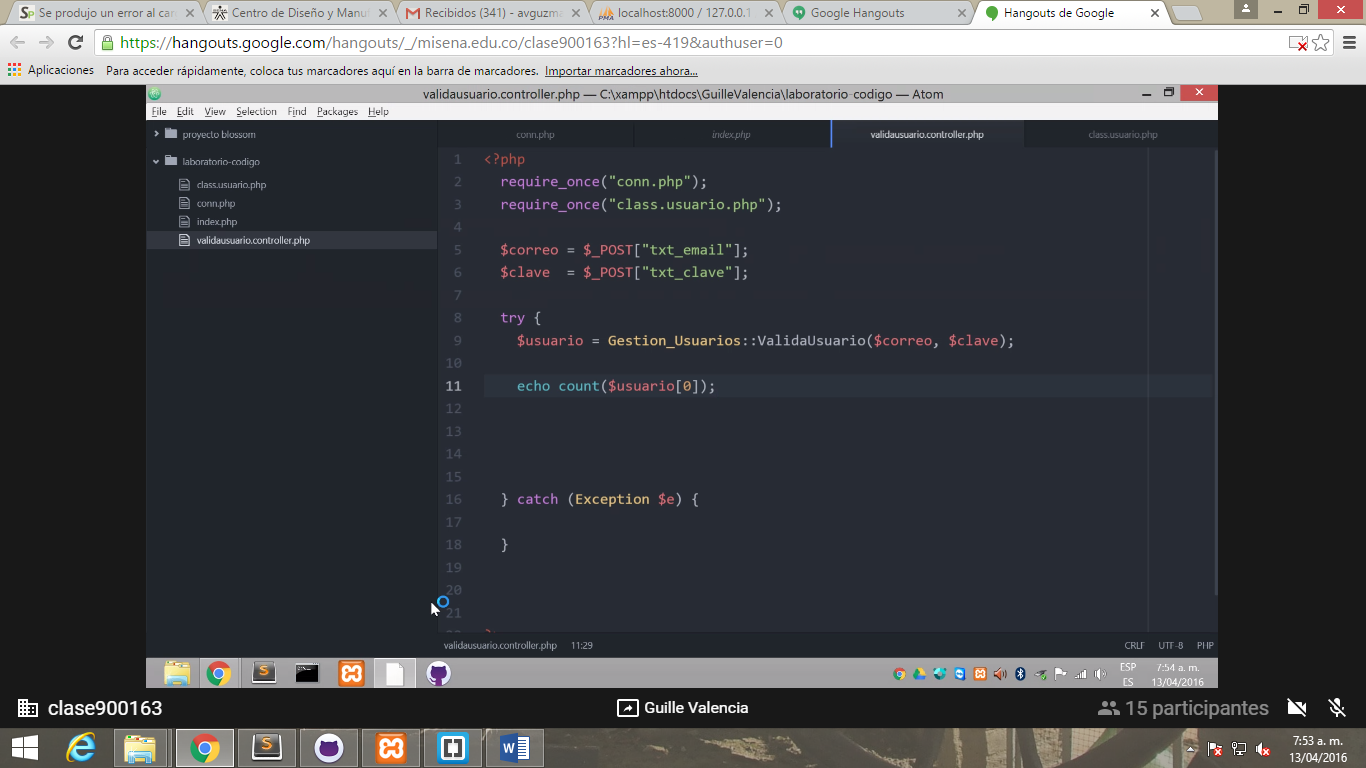 Se produjo un error al car
Centro de Diseño y Manuf
Recibidos (341) - avguzma
localhost:8000 / 127.0.0.1
Google Hangouts
Hangouts de Google
https://hangouts.google.com/hangouts/_/misena.edu.co/clase900163?hl=es-419&authuser=0
Aplicaciones Para acceder rápidamente, coloca tus marcadores aquí en la barra de marcadores. Importar marcadores ahora...
validausuario.controller.php — C:\xampp\htdocs\GuilleValencia\laboratorio-codigo — Atom
File Edit View Selection Find Packages Help
proyecto blossom
laboratorio-codigo
class.usuario.php
conn.php
index.php
validausuario.controller.php
conn.php index.php validausuario.controller.php class.usuario.php
1 <?php
2 require_once("conn.php");
3 require_once("class.usuario.php");
4
5 $correo = $_POST["txt_email"];
6 $clave  = $_POST["txt_clave"];
7
8 try {
9 $usuario = Gestion_Usuarios::ValidaUsuario($correo, $clave);
10
11 echo count($usuario[0]);
12
13
14
15
16 } catch (Exception $e) {
17
18 }
19
20
21
validausuario.controller.php 11:29 CRLF UTF-8 PHP
ESP
ES
7:54 a. m.
13/04/2016
clase900163
Guille Valencia
15 participantes
7:53 a. m.
13/04/2016